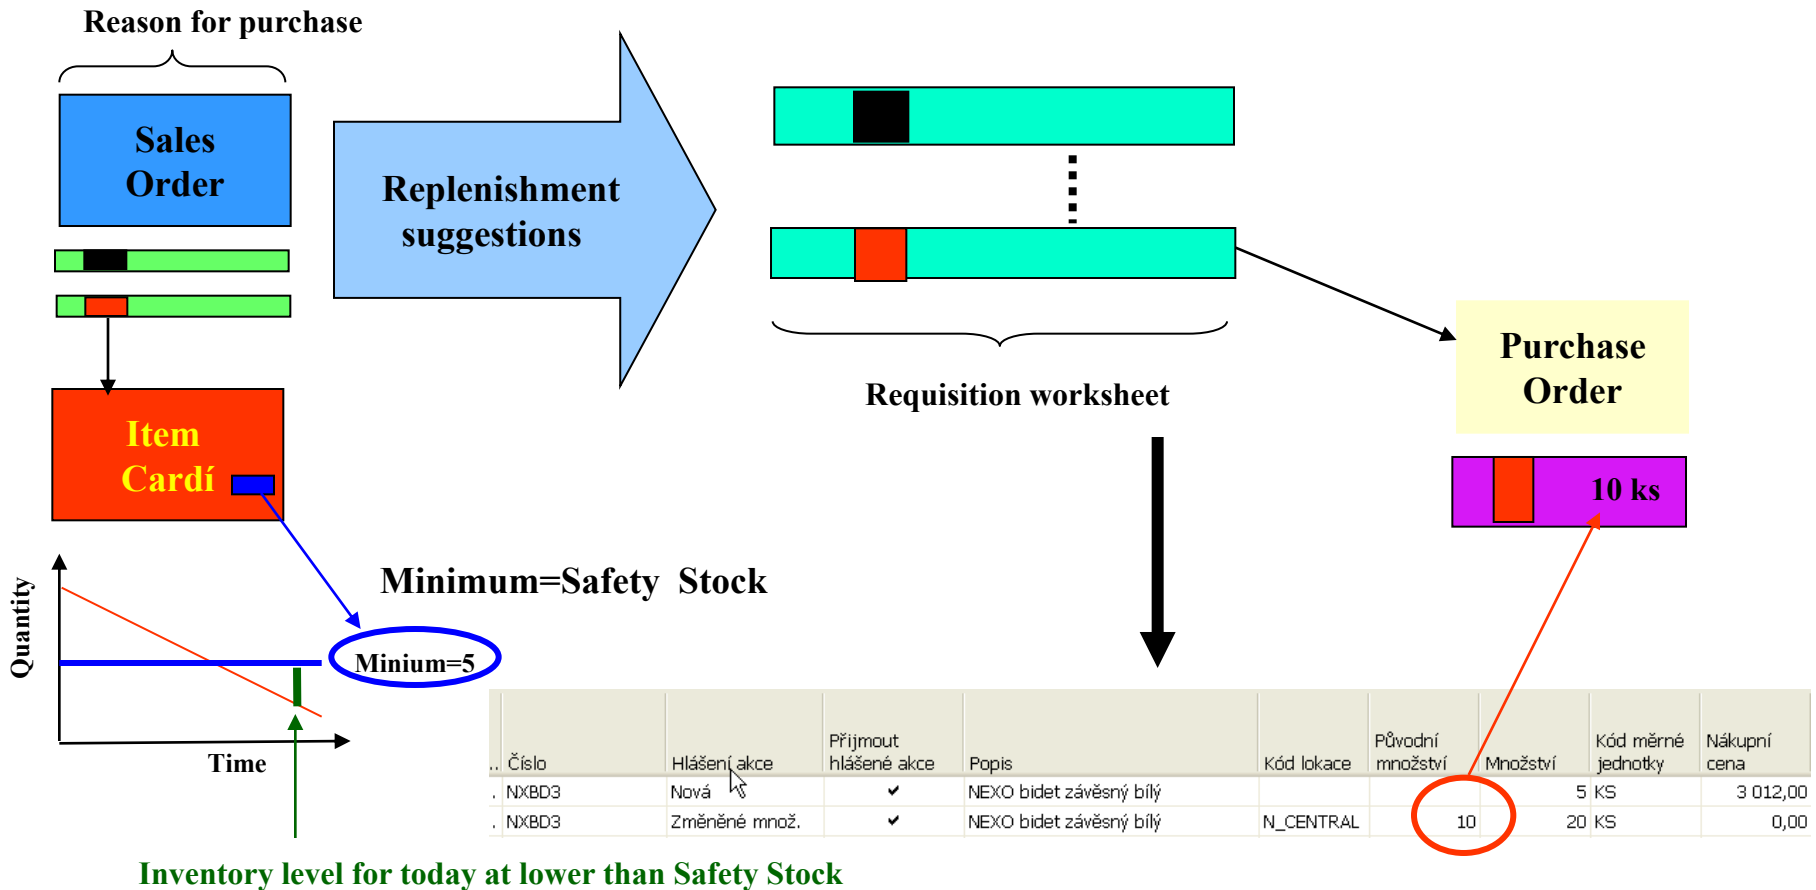 Reason for purchase
Sales
Order
Replenishment
suggestions
Requisition worksheet
Purchase
Order
10 ks
Item
Cardí
Minimum=Safety Stock
Minium=5
Quantity
Time
.. Číslo Hlášení akce Přijmout hlášené akce Popis Kód lokace Původní množství Množství Kód měrné jednotky Nákupní cena
. NXBD3 Nová ✔ NEXO bidet závěsný bílý 5 KS 3 012,00
. NXBD3 Změněné množ. ✔ NEXO bidet závěsný bílý N_CENTRAL 10 20 KS 0,00
Inventory level for today at lower than Safety Stock